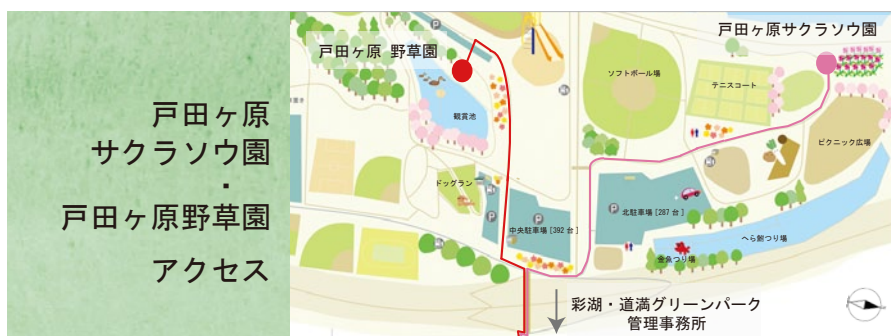 戸田ヶ原
サクラソウ園
・
戸田ヶ原野草園
アクセス
戸田ヶ原 野草園
戸田ヶ原サクラソウ園
ソフトボール場
テニスコート
観賞池
ピクニック広場
ドッグラン
P
P
P
P
中央駐車場 [392 台]
北駐車場 [287 台]
へら鮒つり場
金魚つり場
彩湖・道満グリーンパーク
管理事務所